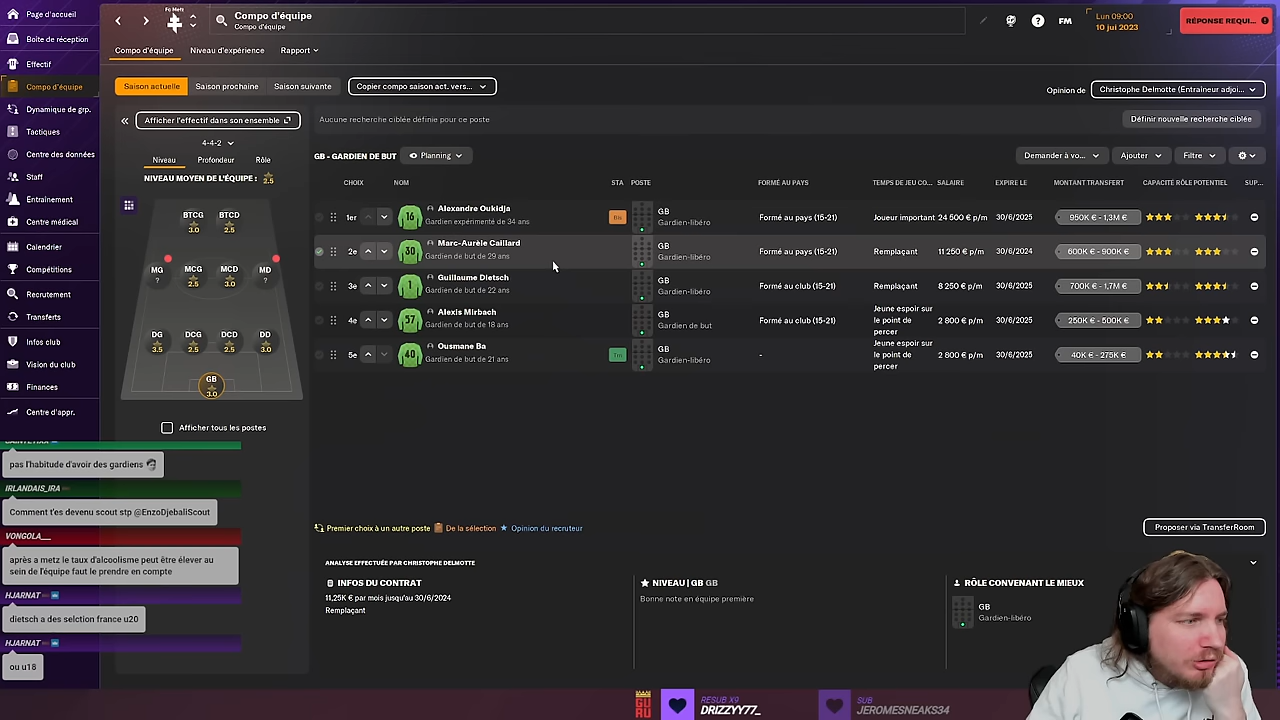 Page d'accueil
Boîte de réception
Effectif
Compo d'équipe
Dynamique de grp.
Tactiques
Centre des données
Staff
Entraînement
Centre médical
Calendrier
Compétitions
Recrutement
Transferts
Infos club
Vision du club
Finances
Centre d'appr.
Fc Metz
Compo d'équipe
Compo d'équipe
FM
Lun 09:00
10 jui 2023
RÉPONSE REQUI...
Compo d'équipe
Niveau d'expérience
Rapport
Saison actuelle
Saison prochaine
Saison suivante
Copier compo saison act. vers...
Opinion de
Christophe Delmotte (Entraîneur adjoi...
Afficher l'effectif dans son ensemble
Aucune recherche ciblée définie pour ce poste
Définir nouvelle recherche ciblée
4-4-2
Niveau
Profondeur
Rôle
NIVEAU MOYEN DE L'ÉQUIPE : 2.5
BTCG
3.0
BTCD
2.5
MG
?
MCG
2.5
MCD
3.0
MD
?
DG
3.5
DCG
2.5
DCD
2.5
DD
3.0
GB
3.0
Afficher tous les postes
GB - GARDIEN DE BUT
Planning
Demander à vo...
Ajouter
Filtre
CHOIX NOM STA POSTE FORMÉ AU PAYS TEMPS DE JEU CO... SALAIRE EXPIRE LE MONTANT TRANSFERT CAPACITÉ RÔLE POTENTIEL SUP...
1er 16 Alexandre Oukidja
Gardien expérimenté de 34 ans
GB
Gardien-libéro
Formé au pays (15-21) Joueur important 24 500 € p/m 30/6/2025 950K € - 1,3M €
2e 30 Marc-Aurèle Caillard
Gardien de but de 29 ans
GB
Gardien-libéro
Formé au pays (15-21) Remplaçant 11 250 € p/m 30/6/2024 600K € - 900K €
3e 1 Guillaume Dietsch
Gardien de but de 22 ans
GB
Gardien-libéro
Formé au club (15-21) Remplaçant 8 250 € p/m 30/6/2025 700K € - 1,7M €
4e 57 Alexis Mirbach
Gardien de but de 18 ans
GB
Gardien de but
Formé au club (15-21)
Jeune espoir sur
le point de
percer
2 800 € p/m 30/6/2025 250K € - 500K €
5e 40 Ousmane Ba
Gardien de but de 21 ans
GB
Gardien-libéro
-
Jeune espoir sur
le point de
percer
2 800 € p/m 30/6/2025 40K € - 275K €
Premier choix à un autre poste De la sélection Opinion du recruteur
Proposer via TransferRoom
ANALYSE EFFECTUÉE PAR CHRISTOPHE DELMOTTE
INFOS DU CONTRAT
11,25K € par mois jusqu'au 30/6/2024
Remplaçant
NIVEAU | GB GB
Bonne note en équipe première
RÔLE CONVENANT LE MIEUX
GB
Gardien-libéro
pas l'habitude d'avoir des gardiens
IRLANDAIS_IRA
Comment t'es devenu scout stp @EnzoDjebaliScout
VONGOLA__
après a metz le taux d'alcoolisme peut être élever au
sein de l'équipe faut le prendre en compte
HJARNAT
dietsch a des selction france u20
HJARNAT
ou u18
GURU
RESUB X9
DRIZZYY77_
SUB
JEROMESNEAKS34